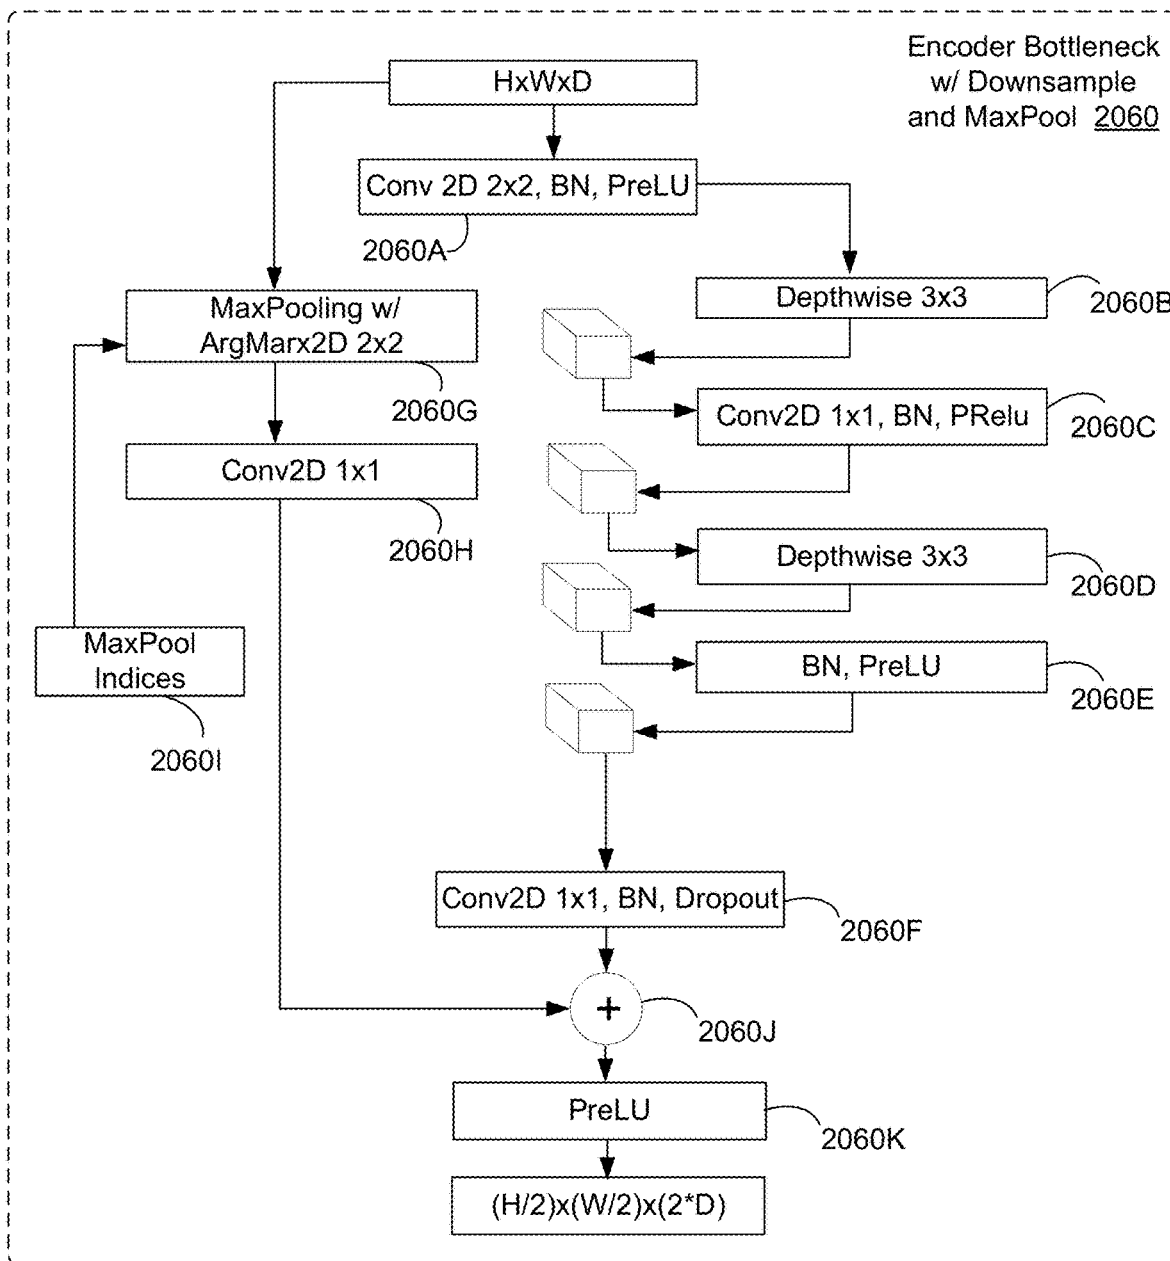 Encoder Bottleneck
w/ Downsample
and MaxPool 2060
HxWxD
Conv 2D 2x2, BN, PreLU
2060A
MaxPooling w/
ArgMarx2D 2x2
2060G
Depthwise 3x3
2060B
Conv2D 1x1, BN, PRelu
2060C
Conv2D 1x1
2060H
Depthwise 3x3
2060D
MaxPool
Indices
2060I
BN, PreLU
2060E
Conv2D 1x1, BN, Dropout
2060F
+
2060J
PreLU
2060K
(H/2)x(W/2)x(2*D)